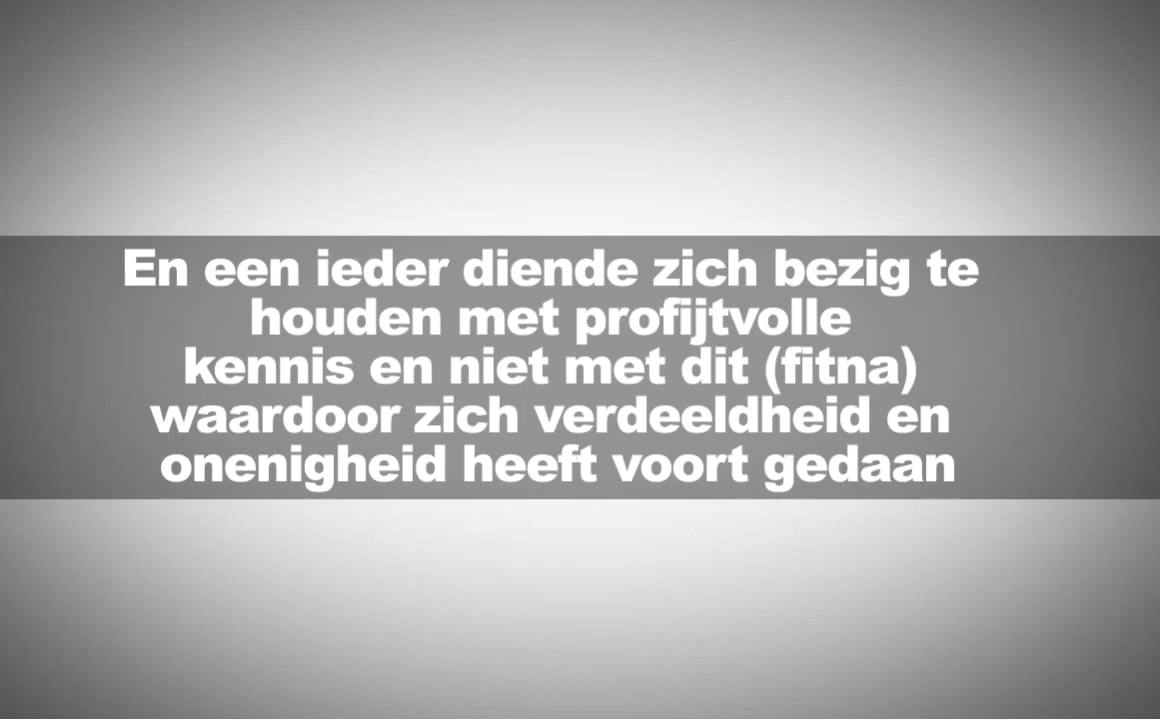 En een ieder diende zich bezig te
houden met profijtvolle
kennis en niet met dit (fitna)
waardoor zich verdeeldheid en
onenigheid heeft voort gedaan